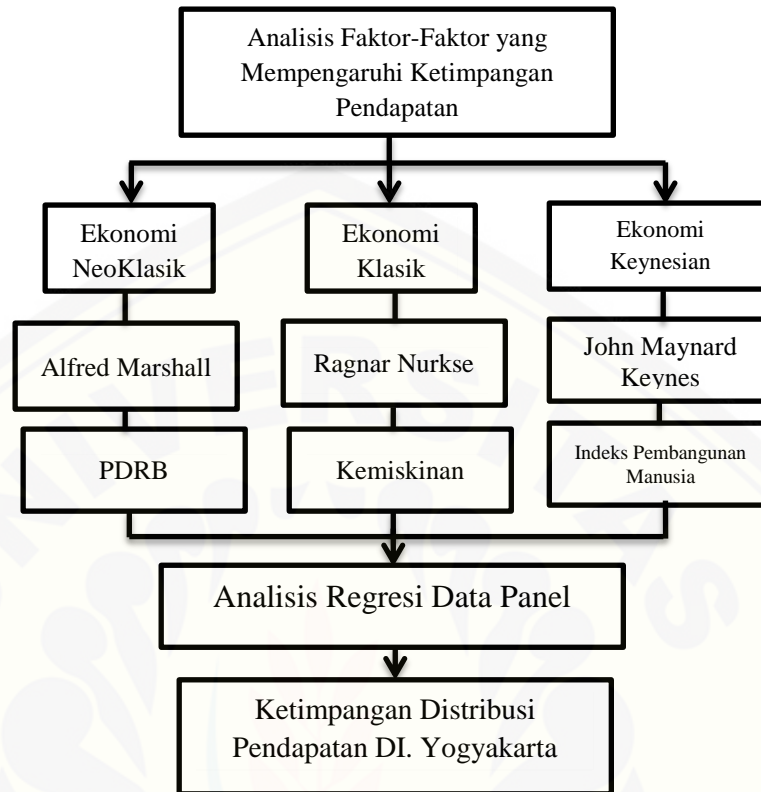 Analisis Faktor-Faktor yang
Mempengaruhi Ketimpangan
Pendapatan
Ekonomi
NeoKlasik
Ekonomi
Klasik
Ekonomi
Keynesian
Alfred Marshall
Ragnar Nurkse
John Maynard
Keynes
PDRB
Kemiskinan
Indeks Pembangunan
Manusia
Analisis Regresi Data Panel
Ketimpangan Distribusi
Pendapatan DI. Yogyakarta
UNIVERSITAS